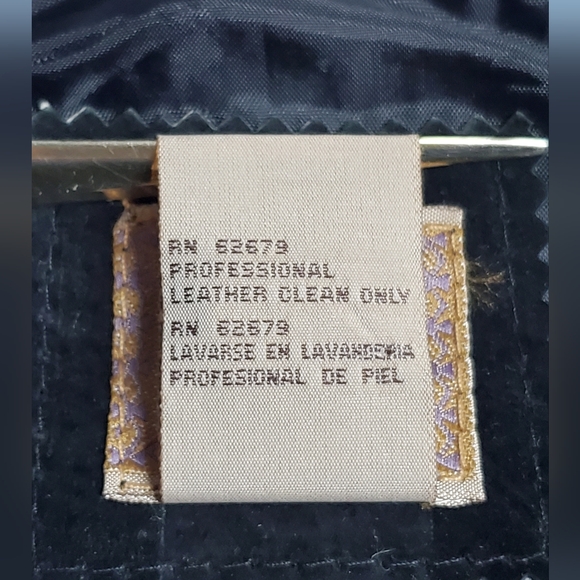 RN 62679
PROFESSIONAL
LEATHER CLEAN ONLY
RN 62679
LAVARSE EN LAVANDERIA
PROFESIONAL DE PIEL